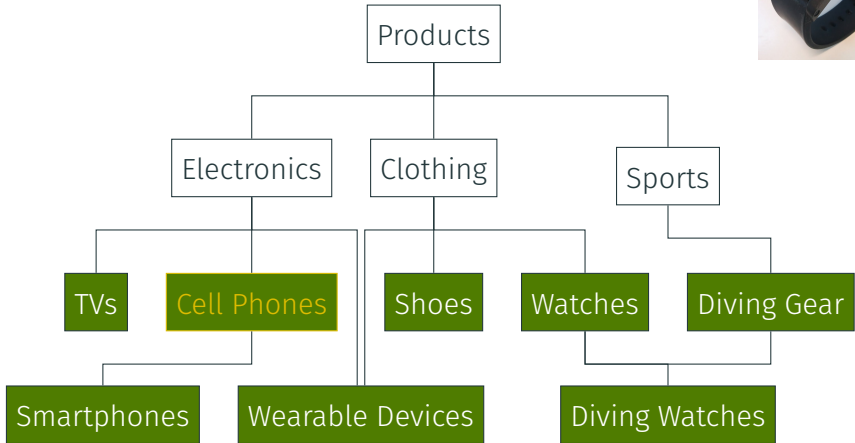 Products
Electronics
Clothing
Sports
TVs
Cell Phones
Shoes
Watches
Diving Gear
Smartphones
Wearable Devices
Diving Watches